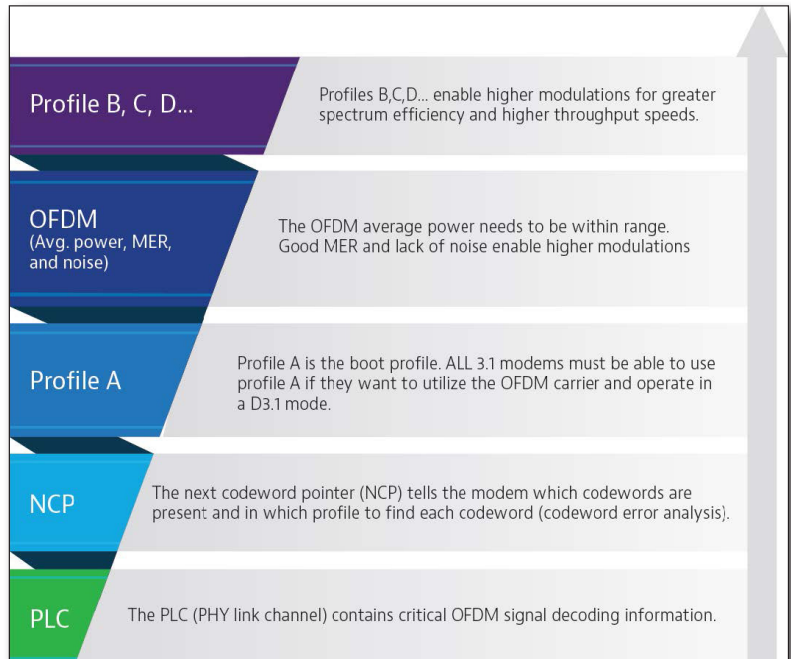 Profile B, C, D...
Profiles B,C,D... enable higher modulations for greater
spectrum efficiency and higher throughput speeds.
OFDM
(Avg. power, MER,
and noise)
The OFDM average power needs to be within range.
Good MER and lack of noise enable higher modulations
Profile A
Profile A is the boot profile. ALL 3.1 modems must be able to use
profile A if they want to utilize the OFDM carrier and operate in
a D3.1 mode.
NCP
The next codeword pointer (NCP) tells the modem which codewords are
present and in which profile to find each codeword (codeword error analysis).
PLC
The PLC (PHY link channel) contains critical OFDM signal decoding information.